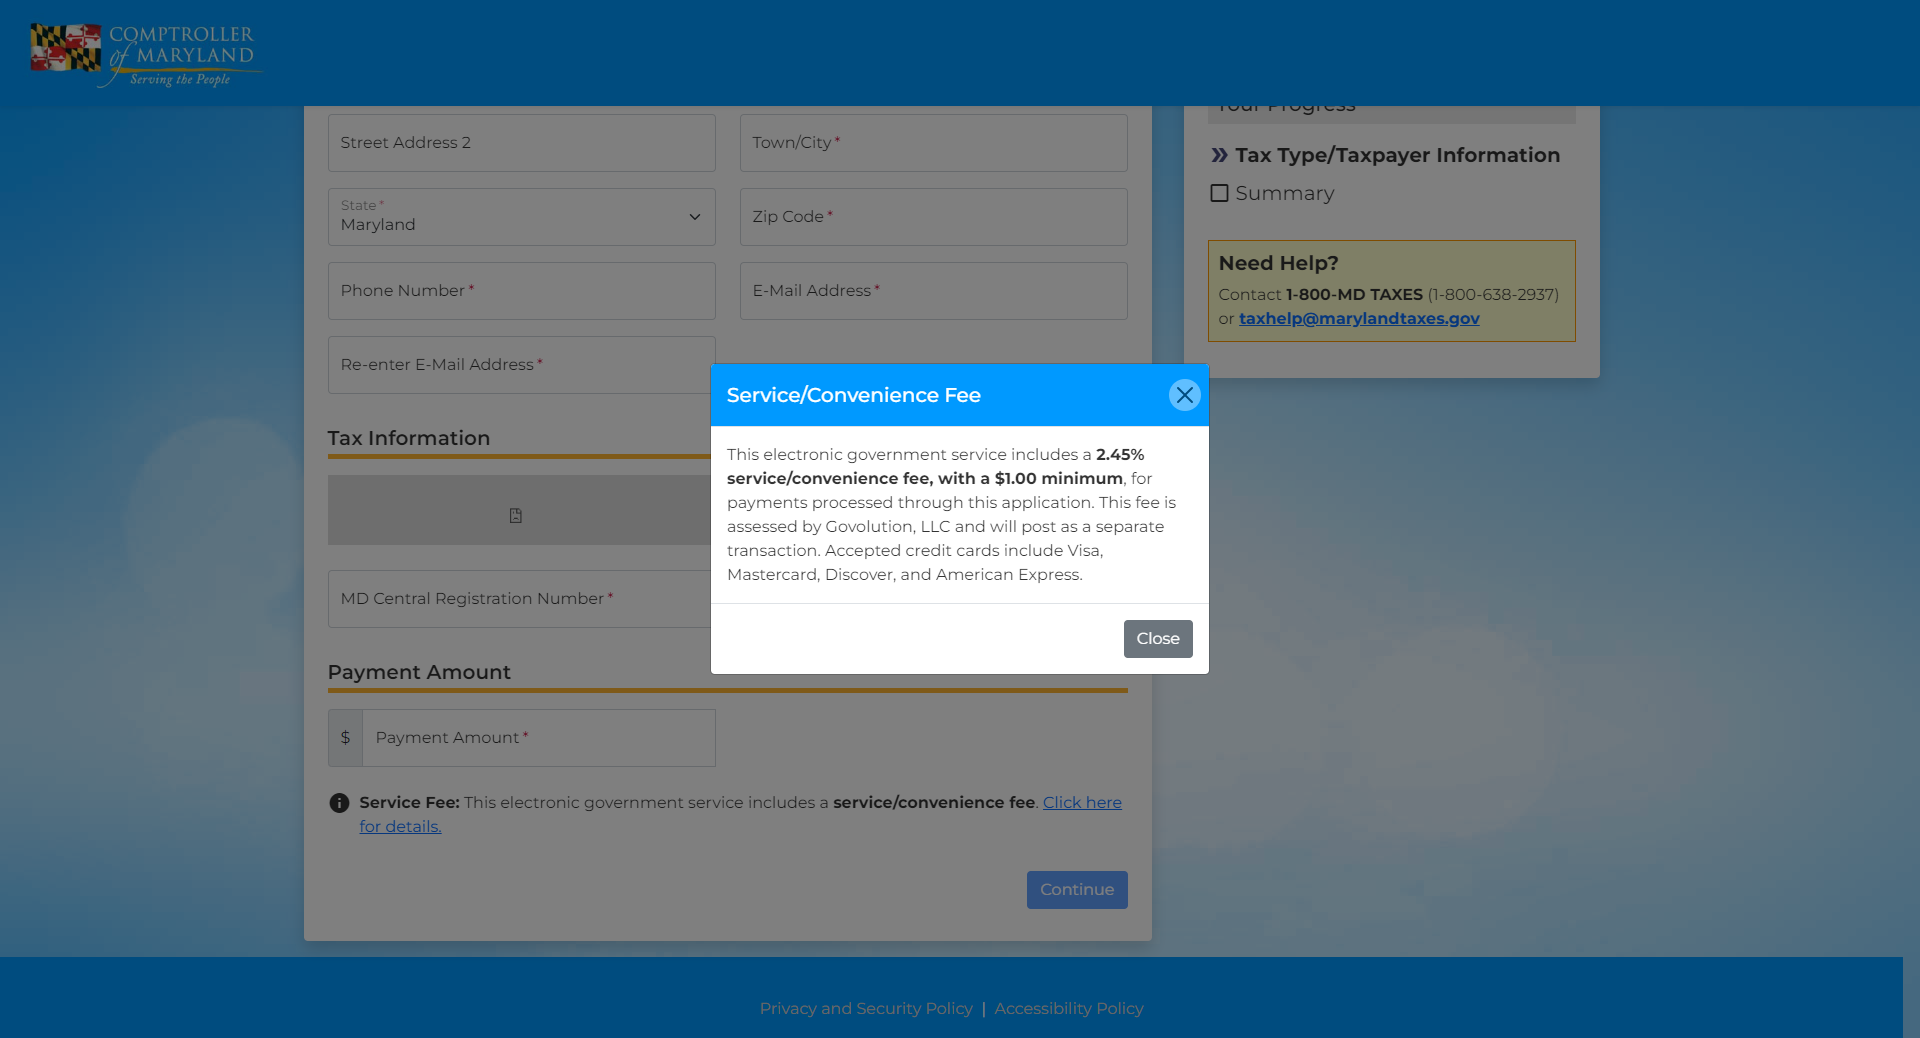 COMPTROLLER
of MARYLAND
Serving the People
Your Progress
Street Address 2
Town/City *
Tax Type/Taxpayer Information
Summary
State *
Maryland
Zip Code *
Need Help?
Contact 1-800-MD TAXES (1-800-638-2937)
or taxhelp@marylandtaxes.gov
Phone Number *
E-Mail Address *
Re-enter E-Mail Address *
Service/Convenience Fee
This electronic government service includes a 2.45%
service/convenience fee, with a $1.00 minimum, for
payments processed through this application. This fee is
assessed by Govolution, LLC and will post as a separate
transaction. Accepted credit cards include Visa,
Mastercard, Discover, and American Express.
Close
Tax Information
MD Central Registration Number *
Payment Amount
$ Payment Amount *
Service Fee: This electronic government service includes a service/convenience fee. Click here
for details.
Continue
Privacy and Security Policy | Accessibility Policy